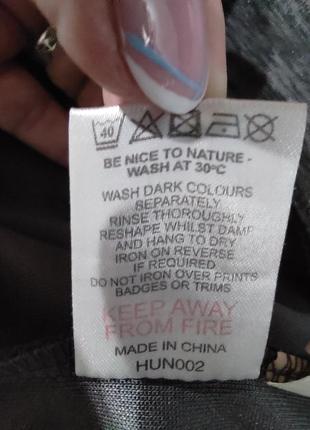 40
BE NICE TO NATURE -
WASH AT 30°C
WASH DARK COLOURS
SEPARATELY
RINSE THOROUGHLY
RESHAPE WHILST DAMP
AND HANG TO DRY
IRON ON REVERSE
IF REQUIRED
DO NOT IRON OVER PRINTS
BADGES OR TRIMS
KEEP AWAY
FROM FIRE
MADE IN CHINA
HUN002